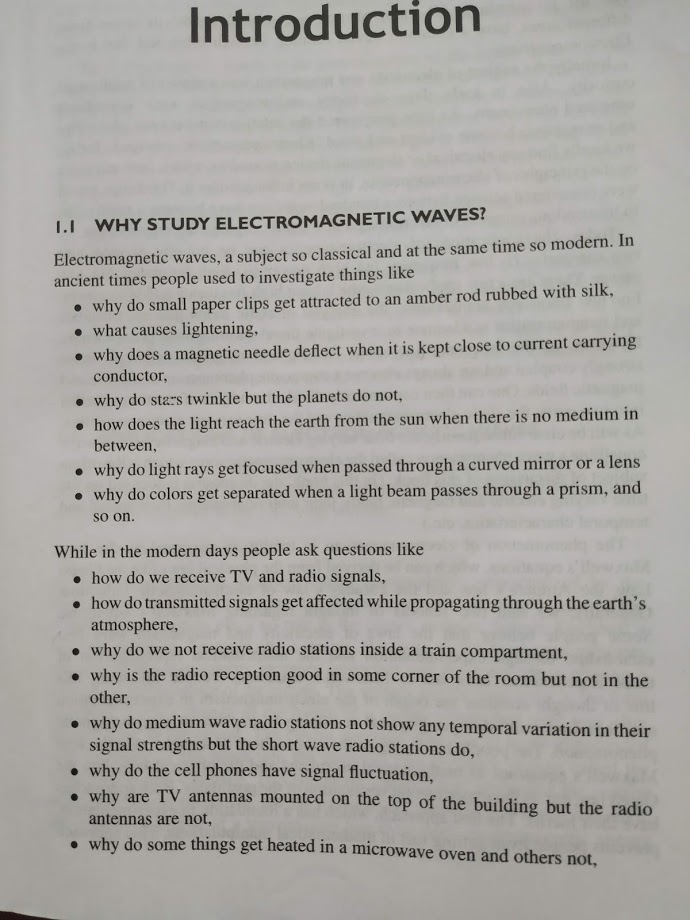 Introduction
1.1 WHY STUDY ELECTROMAGNETIC WAVES?
Electromagnetic waves, a subject so classical and at the same time so modern. In
ancient times people used to investigate things like
• why do small paper clips get attracted to an amber rod rubbed with silk,
• what causes lightening,
• why does a magnetic needle deflect when it is kept close to current carrying
conductor,
• why do stars twinkle but the planets do not,
• how does the light reach the earth from the sun when there is no medium in
between,
• why do light rays get focused when passed through a curved mirror or a lens
• why do colors get separated when a light beam passes through a prism, and
so on.
While in the modern days people ask questions like
• how do we receive TV and radio signals,
• how do transmitted signals get affected while propagating through the earth's
atmosphere,
• why do we not receive radio stations inside a train compartment,
• why is the radio reception good in some corner of the room but not in the
other,
• why do medium wave radio stations not show any temporal variation in their
signal strengths but the short wave radio stations do,
• why do the cell phones have signal fluctuation,
• why are TV antennas mounted on the top of the building but the radio
antennas are not,
• why do some things get heated in a microwave oven and others not,